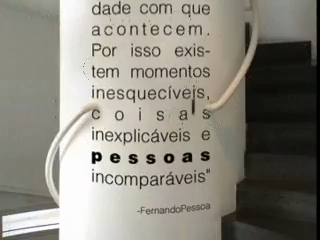 dade com que
acontecem.
Por isso exis-
tem momentos
inesquecíveis,
coisas
inexplicáveis e
pessoas
incomparáveis"
-FernandoPessoa